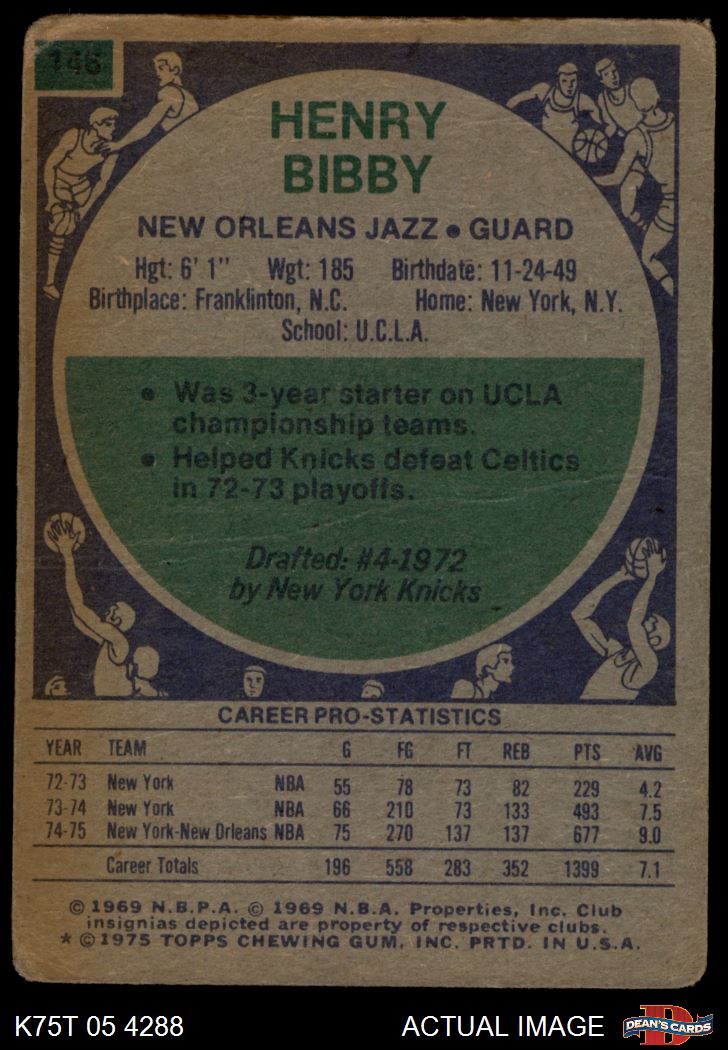 146
HENRY
BIBBY
NEW ORLEANS JAZZ • GUARD
Hgt: 6' 1" Wgt: 185 Birthdate: 11-24-49
Birthplace: Franklinton, N.C. Home: New York, N.Y.
School: U.C.L.A.
• Was 3-year starter on UCLA
championship teams.
• Helped Knicks defeat Celtics
in 72-73 playoffs.
Drafted: #4-1972
by New York Knicks
CAREER PRO-STATISTICS
YEAR TEAM G FG FT REB PTS AVG
72-73 New York NBA 55 78 73 82 229 4.2
73-74 New York NBA 66 210 73 133 493 7.5
74-75 New York-New Orleans NBA 75 270 137 137 677 9.0
Career Totals 196 558 283 352 1399 7.1
© 1969 N.B.P.A. © 1969 N.B.A. Properties, Inc. Club
insignias depicted are property of respective clubs.
* © 1975 TOPPS CHEWING GUM, INC. PRTD. IN U.S.A.
K75T 05 4288 ACTUAL IMAGE D DEAN'S CARDS